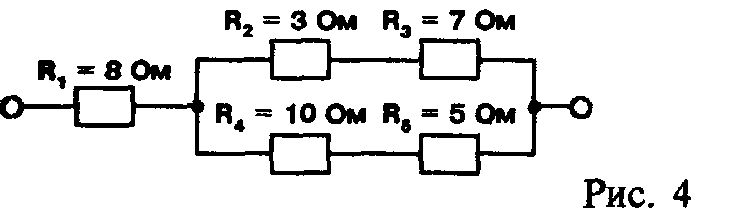 R₂ = 3 Ом R₃ = 7 Ом
R₁ = 8 Ом
R₄ = 10 Ом R₅ = 5 Ом
Рис. 4